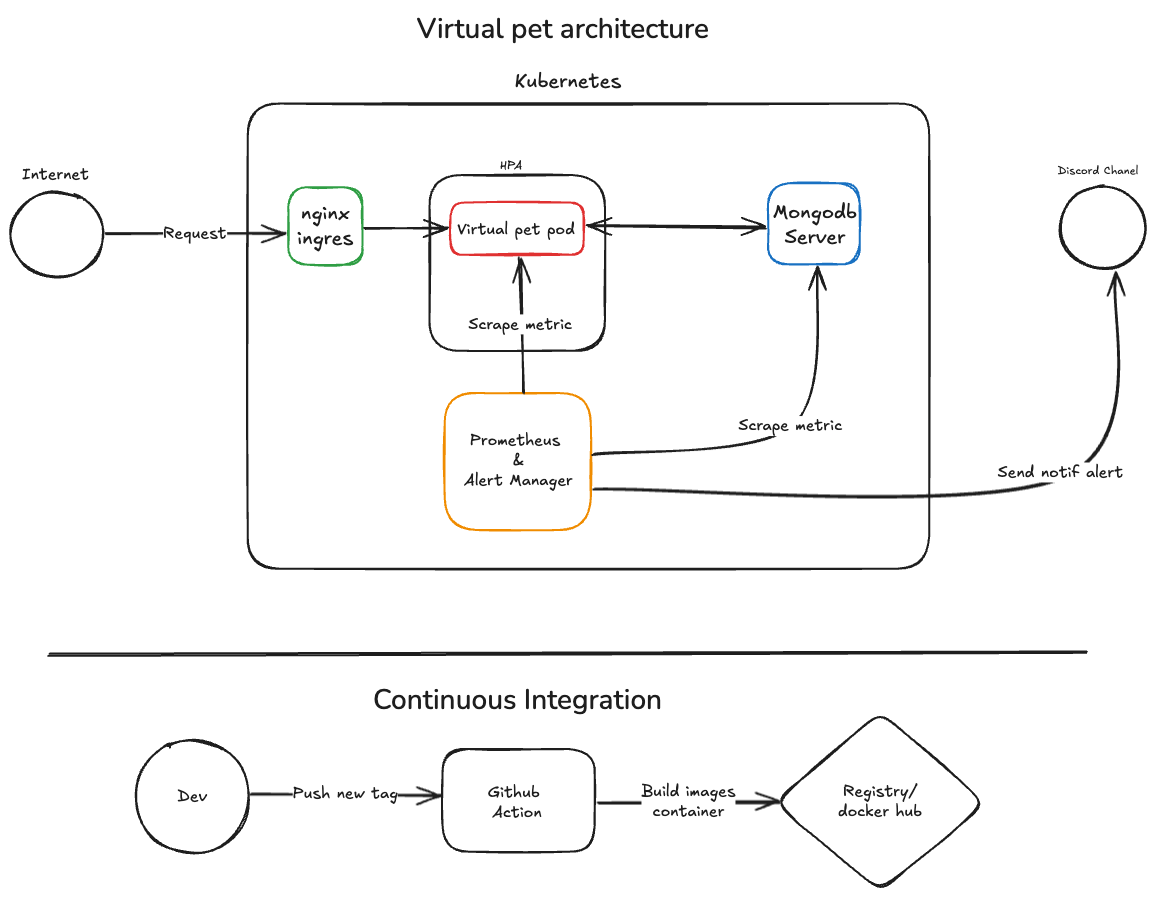 Virtual pet architecture
Kubernetes
Internet
HPA
Discord Chanel
Request
nginx
ingres
Virtual pet pod
Mongodb
Server
Scrape metric
Prometheus
&
Alert Manager
Scrape metric
Send notif alert
Continuous Integration
Dev
Push new tag
Github
Action
Build images
container
Registry/
docker hub